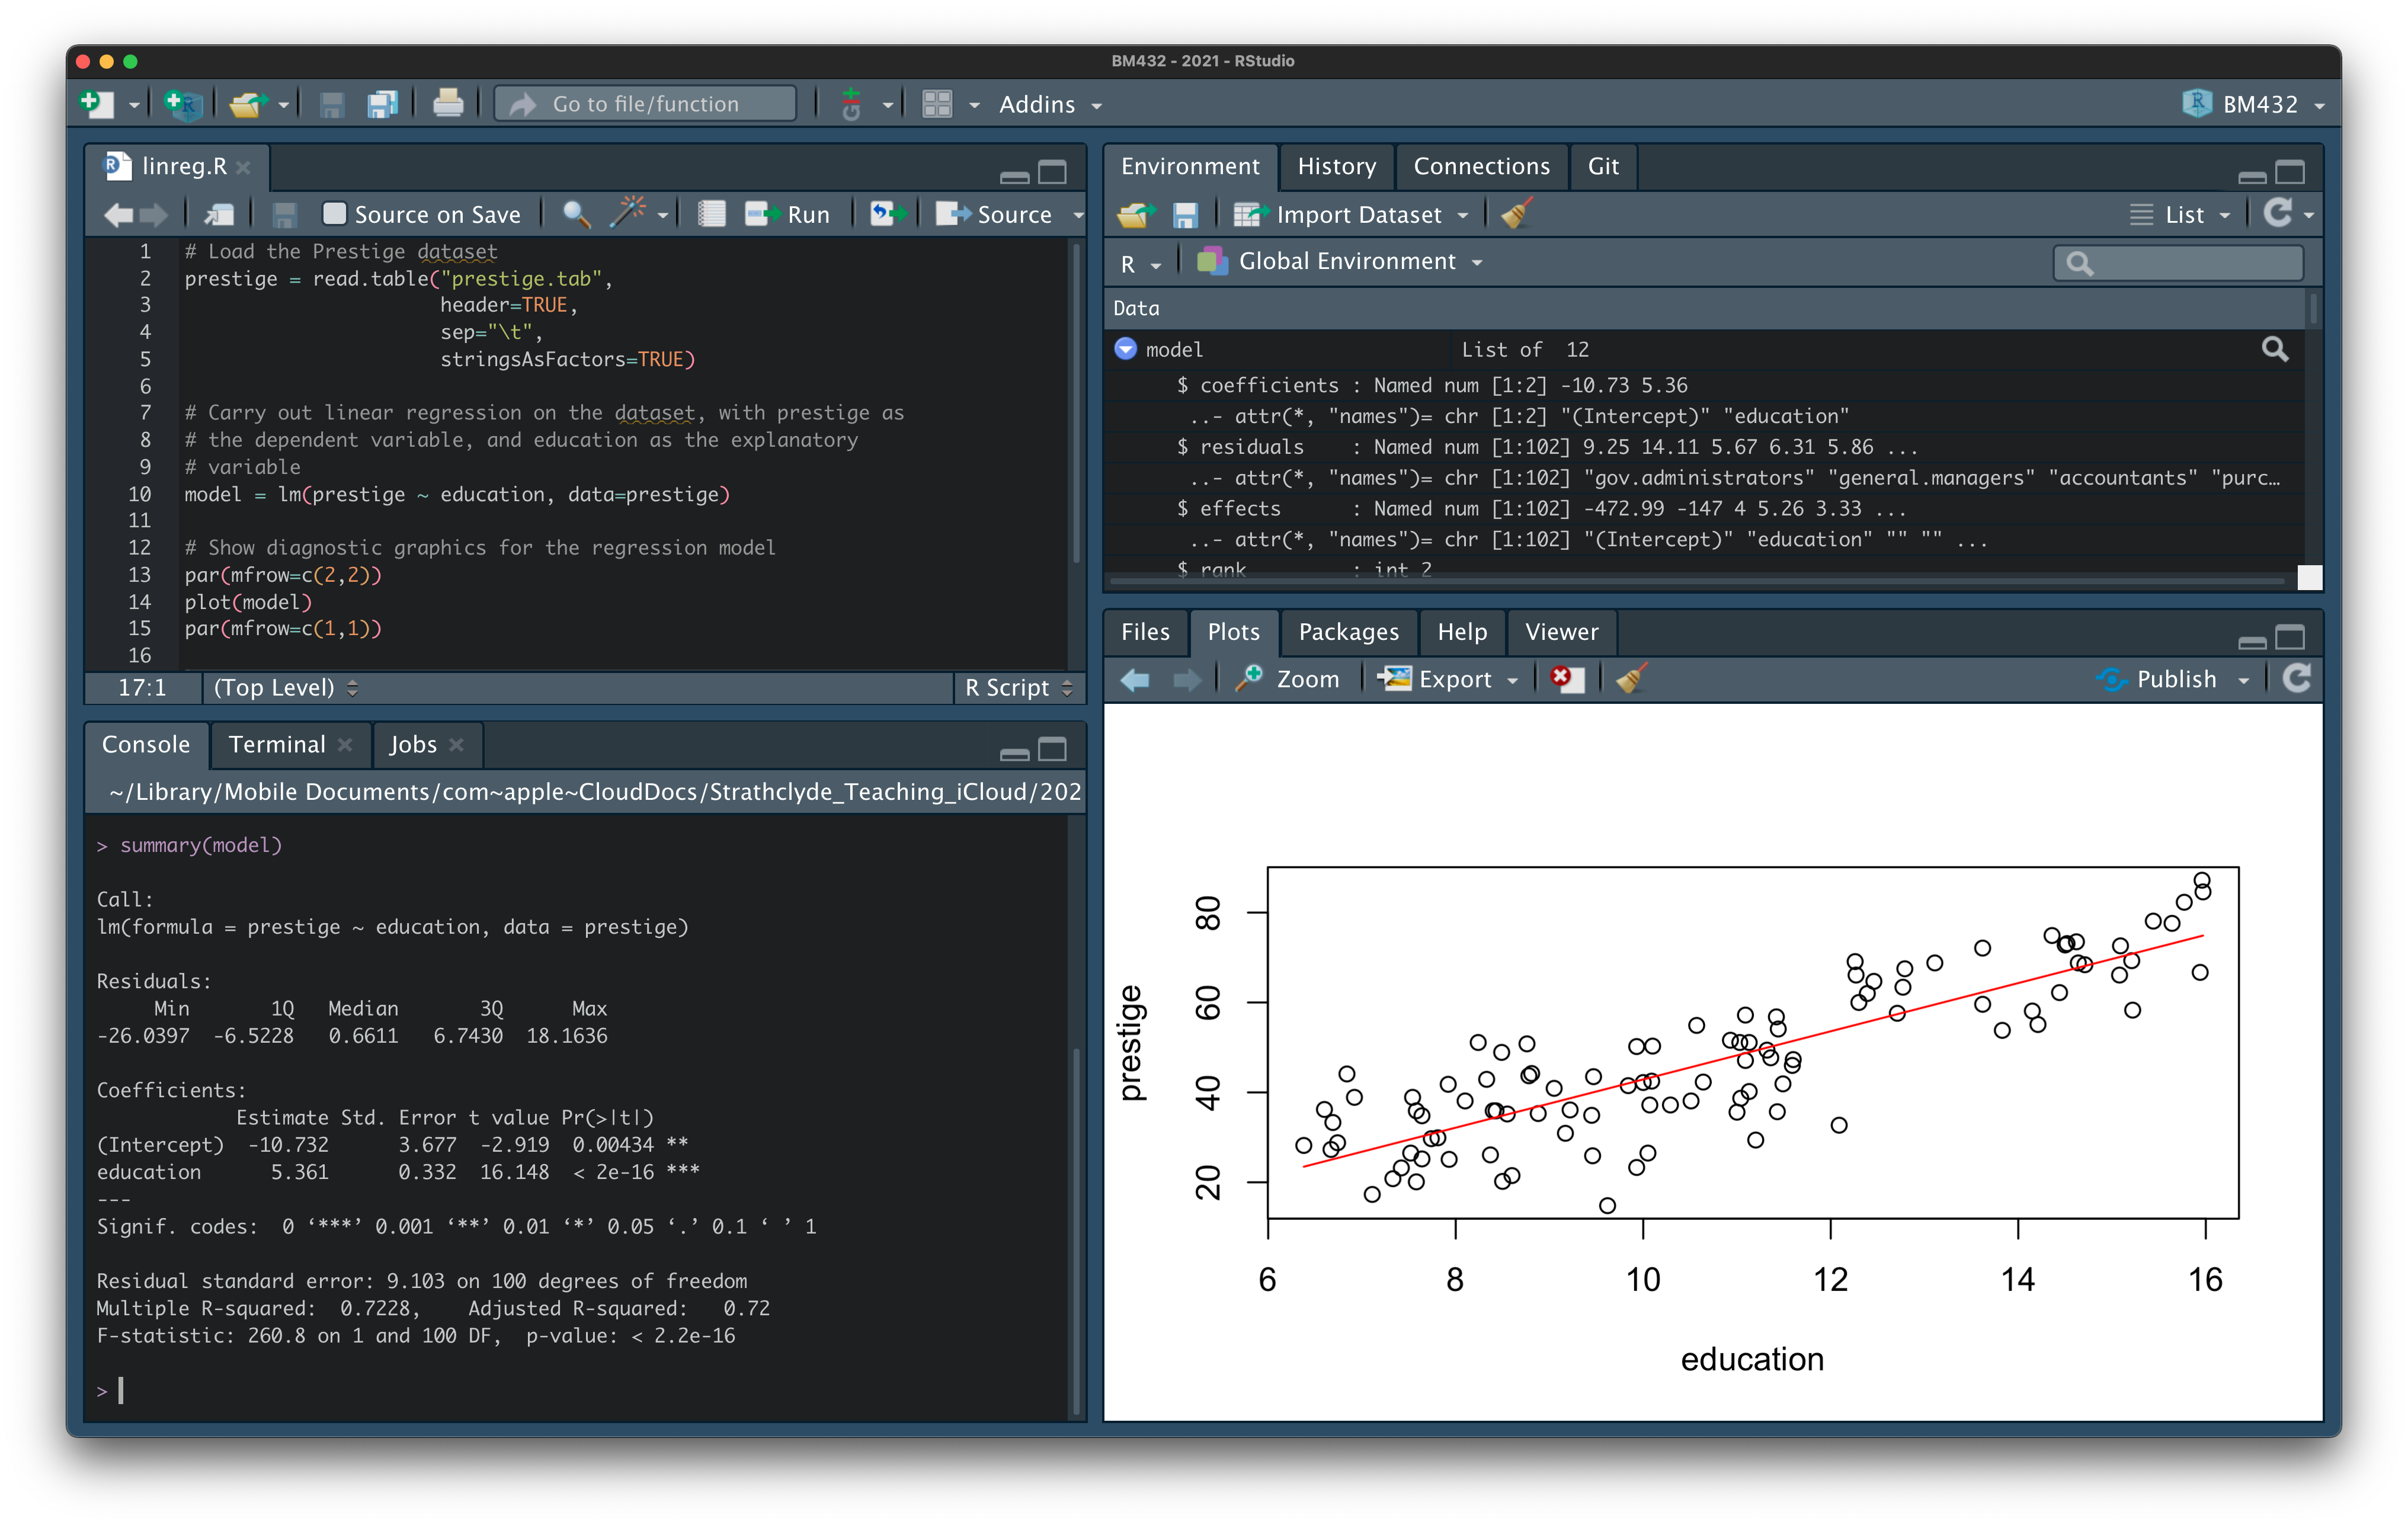 BM432 - 2021 - RStudio
Go to file/function
Addins
BM432
linreg.R
Source on Save
Run
Source
1 # Load the Prestige dataset
2 prestige = read.table("prestige.tab",
3 header=TRUE,
4 sep="\t",
5 stringsAsFactors=TRUE)
6
7 # Carry out linear regression on the dataset, with prestige as
8 # the dependent variable, and education as the explanatory
9 # variable
10 model = lm(prestige ~ education, data=prestige)
11
12 # Show diagnostic graphics for the regression model
13 par(mfrow=c(2,2))
14 plot(model)
15 par(mfrow=c(1,1))
16
17:1 (Top Level) R Script
Console Terminal Jobs
~/Library/Mobile Documents/com~apple~CloudDocs/Strathclyde_Teaching_iCloud/202
> summary(model)
Call:
lm(formula = prestige ~ education, data = prestige)
Residuals:
Min 1Q Median 3Q Max
-26.0397 -6.5228 0.6611 6.7430 18.1636
Coefficients:
Estimate Std. Error t value Pr(>|t|)
(Intercept) -10.732 3.677 -2.919 0.00434 **
education 5.361 0.332 16.148 < 2e-16 ***
---
Signif. codes: 0 ‘***’ 0.001 ‘**’ 0.01 ‘*’ 0.05 ‘.’ 0.1 ‘ ’ 1
Residual standard error: 9.103 on 100 degrees of freedom
Multiple R-squared: 0.7228, Adjusted R-squared: 0.72
F-statistic: 260.8 on 1 and 100 DF, p-value: < 2.2e-16
>
Environment History Connections Git
Import Dataset
List
R Global Environment
Data
model List of 12
$ coefficients : Named num [1:2] -10.73 5.36
..- attr(*, "names")= chr [1:2] "(Intercept)" "education"
$ residuals : Named num [1:102] 9.25 14.11 5.67 6.31 5.86 ...
..- attr(*, "names")= chr [1:102] "gov.administrators" "general.managers" "accountants" "purc…
$ effects : Named num [1:102] -472.99 -147 4 5.26 3.33 ...
..- attr(*, "names")= chr [1:102] "(Intercept)" "education" "" "" ...
$ rank : int 2
Files Plots Packages Help Viewer
Zoom Export Publish
prestige
80
60
40
20
6 8 10 12 14 16
education